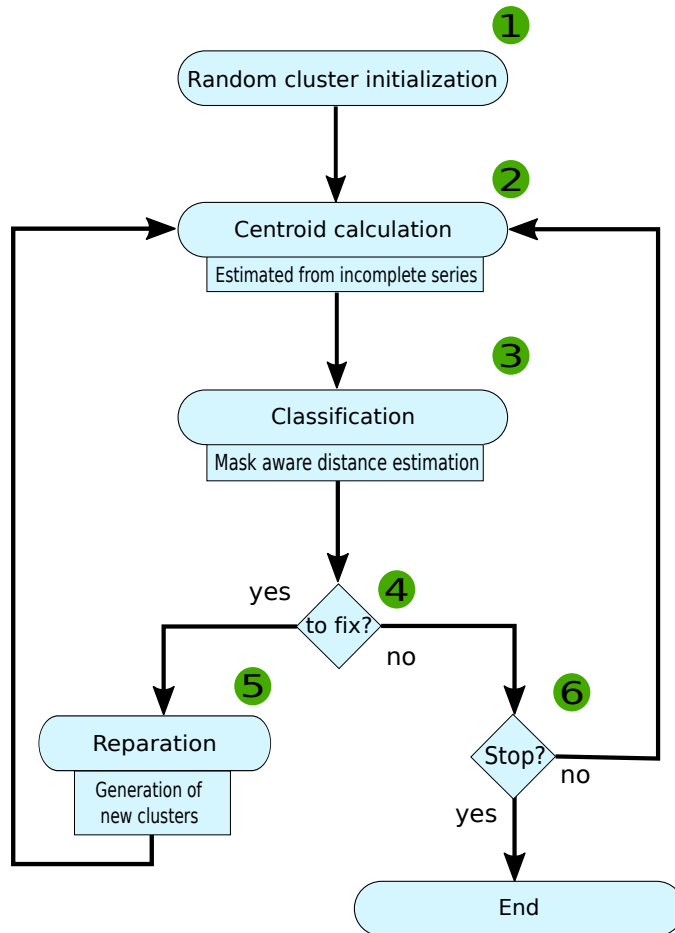 1
Random cluster initialization
2
Centroid calculation
Estimated from incomplete series
3
Classification
Mask aware distance estimation
4
yes
to fix?
no
5
Reparation
Generation of
new clusters
6
Stop?
no
yes
End